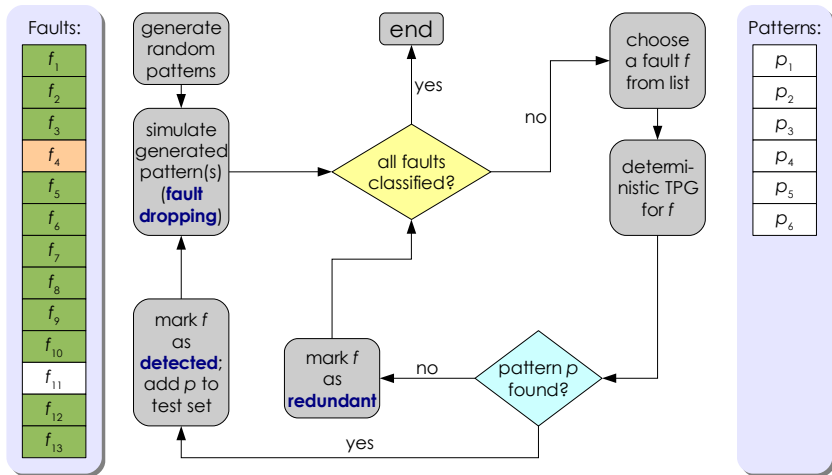 Faults:
f1
f2
f3
f4
f5
f6
f7
f8
f9
f10
f11
f12
f13
generate
random
patterns
simulate
generated
pattern(s)
(fault
dropping)
mark f
as
detected;
add p to
test set
end
yes
all faults
classified?
no
mark f
as
redundant
no
pattern p
found?
yes
choose
a fault f
from list
determi-
nistic TPG
for f
Patterns:
p1
p2
p3
p4
p5
p6